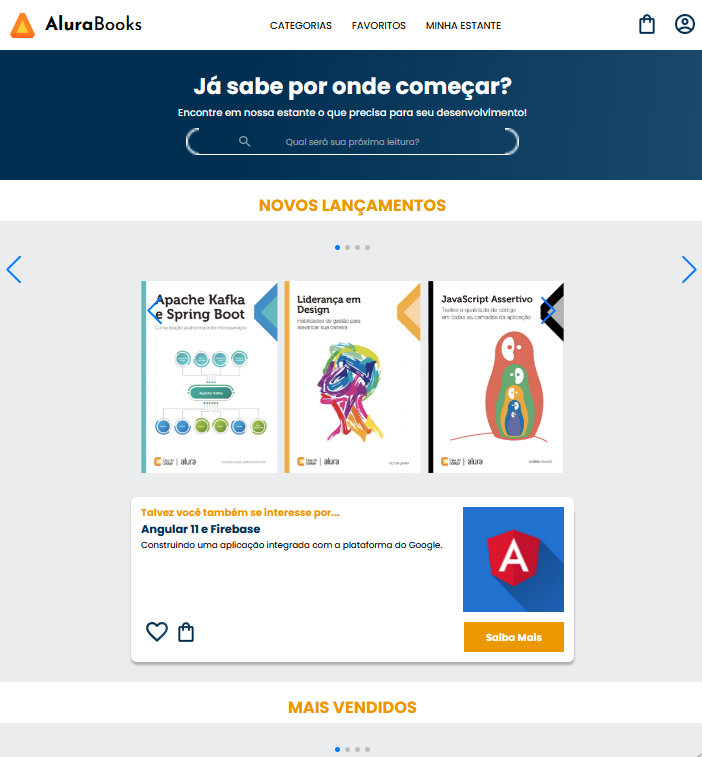 AluraBooks
CATEGORIAS FAVORITOS MINHA ESTANTE
Já sabe por onde começar?
Encontre em nossa estante o que precisa para seu desenvolvimento!
Qual será sua próxima leitura?
NOVOS LANÇAMENTOS
Apache Kafka
e Spring Boot
Comunicação assíncrona entre microsserviços
Apache Kafka
Casa do
Código | alura
Liderança em
Design
Habilidades de gestão para
alavancar sua carreira
Casa do
Código | alura
JavaScript Assertivo
Testes e qualidade de código
em todas as camadas da aplicação
Casa do
Código | alura
Talvez você também se interesse por...
Angular 11 e Firebase
Construindo uma aplicação integrada com a plataforma do Google.
A
Saiba Mais
MAIS VENDIDOS